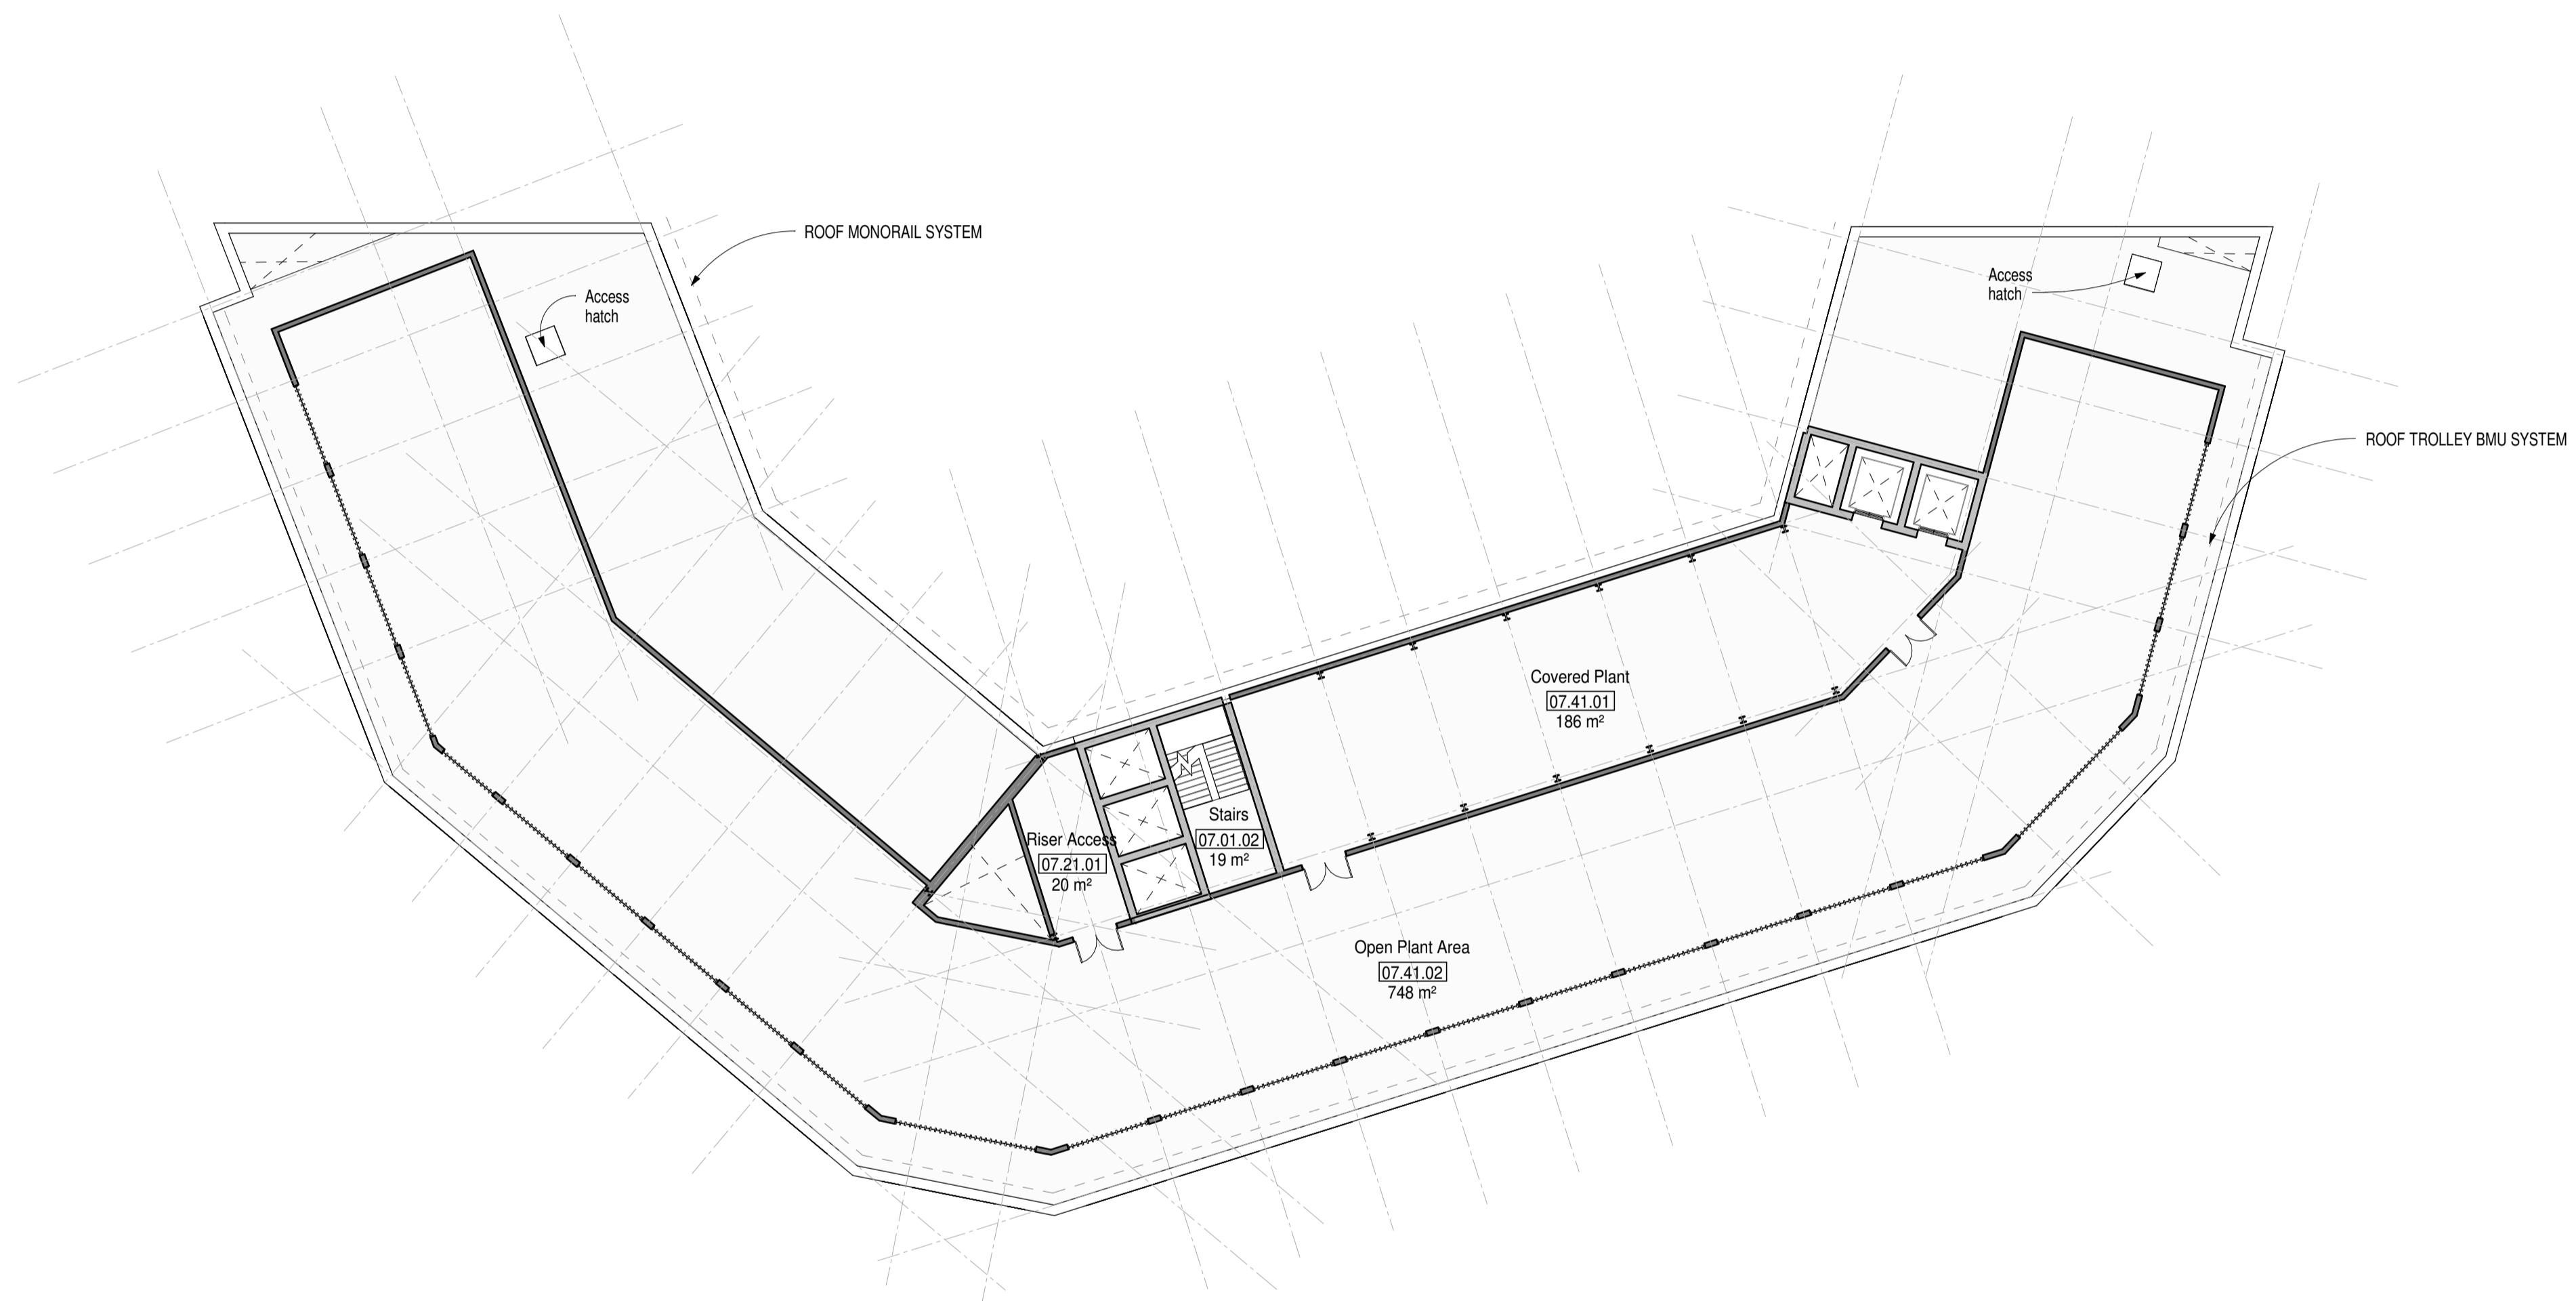 ROOF MONORAIL SYSTEM
Access
hatch
Access
hatch
ROOF TROLLEY BMU SYSTEM
Covered Plant
07.41.01
186 m²
Stairs
07.01.02
19 m²
Riser Access
07.21.01
20 m²
Open Plant Area
07.41.02
748 m²